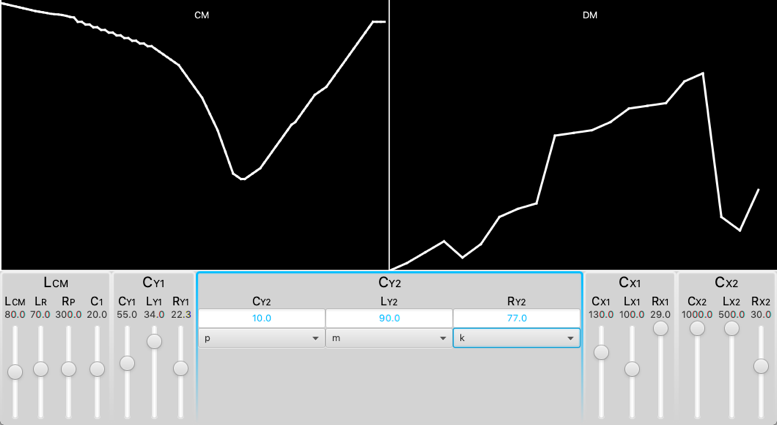 CM
DM
LCM
CY1
CY2
CX1
CX2
LCM LR RP C1
CY1 LY1 RY1
CY2 LY2 RY2
CX1 LX1 RX1
CX2 LX2 RX2
80.0 70.0 300.0 20.0
55.0 34.0 22.3
10.0 90.0 77.0
130.0 100.0 29.0
1000.0 500.0 30.0
p m k